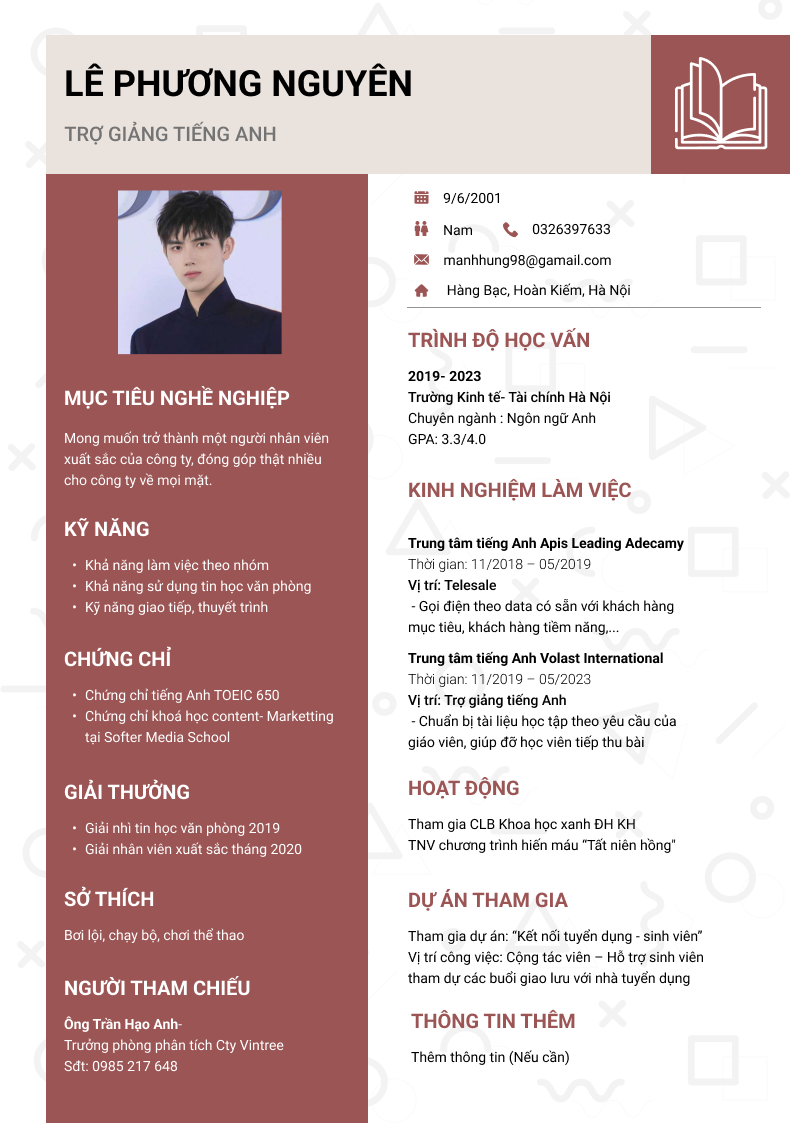 LÊ PHƯƠNG NGUYÊN
TRỢ GIẢNG TIẾNG ANH
MỤC TIÊU NGHỀ NGHIỆP
Mong muốn trở thành một người nhân viên
xuất sắc của công ty, đóng góp thật nhiều
cho công ty về mọi mặt.
KỸ NĂNG
• Khả năng làm việc theo nhóm
• Khả năng sử dụng tin học văn phòng
• Kỹ năng giao tiếp, thuyết trình
CHỨNG CHỈ
• Chứng chỉ tiếng Anh TOEIC 650
• Chứng chỉ khoá học content- Marketting
tại Softer Media School
GIẢI THƯỞNG
• Giải nhì tin học văn phòng 2019
• Giải nhân viên xuất sắc tháng 2020
SỞ THÍCH
Bơi lội, chạy bộ, chơi thể thao
NGƯỜI THAM CHIẾU
Ông Trần Hạo Anh-
Trưởng phòng phân tích Cty Vintree
Sđt: 0985 217 648
9/6/2001
Nam 0326397633
manhhung98@gamail.com
Hàng Bạc, Hoàn Kiếm, Hà Nội
TRÌNH ĐỘ HỌC VẤN
2019- 2023
Trường Kinh tế- Tài chính Hà Nội
Chuyên ngành : Ngôn ngữ Anh
GPA: 3.3/4.0
KINH NGHIỆM LÀM VIỆC
Trung tâm tiếng Anh Apis Leading Adecamy
Thời gian: 11/2018 – 05/2019
Vị trí: Telesale
- Gọi điện theo data có sẵn với khách hàng
mục tiêu, khách hàng tiềm năng,...
Trung tâm tiếng Anh Volast International
Thời gian: 11/2019 – 05/2023
Vị trí: Trợ giảng tiếng Anh
- Chuẩn bị tài liệu học tập theo yêu cầu của
giáo viên, giúp đỡ học viên tiếp thu bài
HOẠT ĐỘNG
Tham gia CLB Khoa học xanh ĐH KH
TNV chương trình hiến máu “Tất niên hồng"
DỰ ÁN THAM GIA
Tham gia dự án: “Kết nối tuyển dụng - sinh viên”
Vị trí công việc: Cộng tác viên – Hỗ trợ sinh viên
tham dự các buổi giao lưu với nhà tuyển dụng
THÔNG TIN THÊM
Thêm thông tin (Nếu cần)